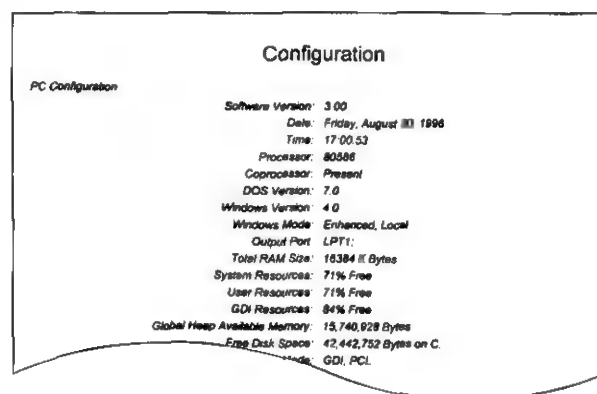 Configuration
PC Configuration
Software Version: 3.00
Date: Friday, August 1996
Time: 17:00:53
Processor: 80586
Coprocessor: Present
DOS Version: 7.0
Windows Version: 4.0
Windows Mode: Enhanced, Local
Output Port LPT1:
Total RAM Size: 16384 Bytes
System Resources: 71% Free
User Resources: 71% Free
GDI Resources: 84% Free
Global Heap Available Memory: 15,740,928 Bytes
Free Disk Space: 42,442,752 Bytes on C.
Mode: GDI, PCL